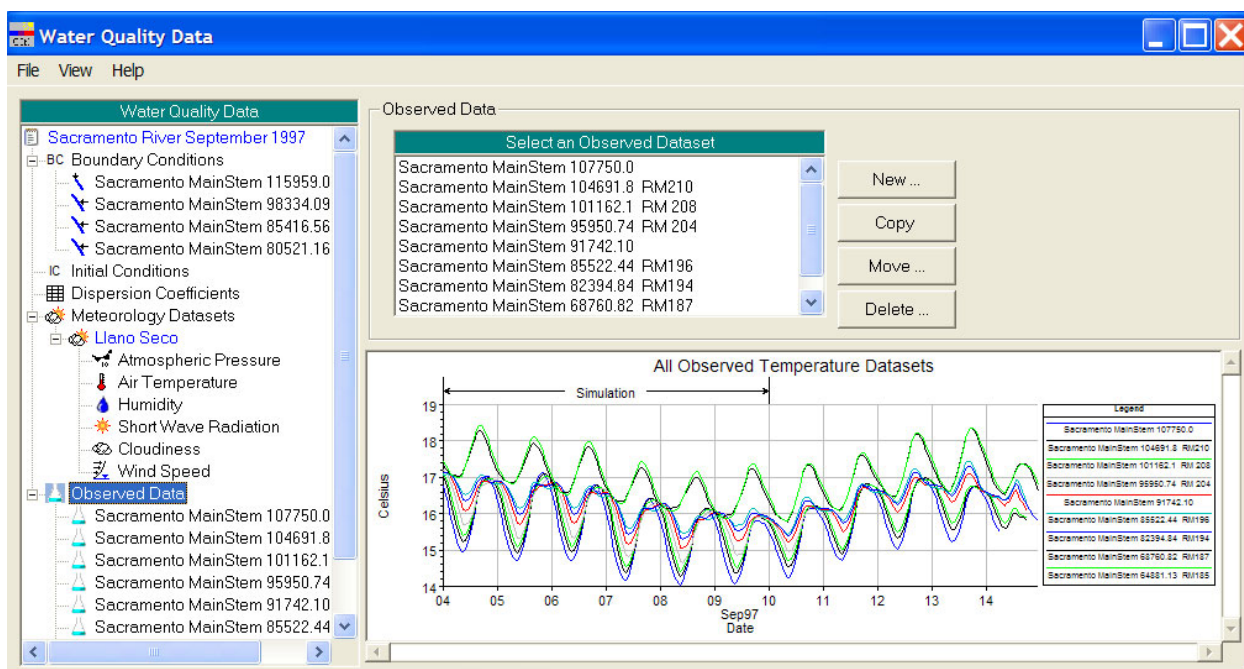 Water Quality Data
File View Help
Water Quality Data
Sacramento River September 1997
BC Boundary Conditions
Sacramento MainStem 115959.0
Sacramento MainStem 98334.09
Sacramento MainStem 85416.56
Sacramento MainStem 80521.16
IC Initial Conditions
Dispersion Coefficients
Meteorology Datasets
Llano Seco
Atmospheric Pressure
Air Temperature
Humidity
Short Wave Radiation
Cloudiness
Wind Speed
Observed Data
Sacramento MainStem 107750.0
Sacramento MainStem 104691.8
Sacramento MainStem 101162.1
Sacramento MainStem 95950.74
Sacramento MainStem 91742.10
Sacramento MainStem 85522.44
Observed Data
Select an Observed Dataset
Sacramento MainStem 107750.0
Sacramento MainStem 104691.8 RM210
Sacramento MainStem 101162.1 RM 208
Sacramento MainStem 95950.74 RM 204
Sacramento MainStem 91742.10
Sacramento MainStem 85522.44 RM196
Sacramento MainStem 82394.84 RM194
Sacramento MainStem 68760.82 RM187
New ...
Copy
Move ...
Delete ...
All Observed Temperature Datasets
Simulation
19
18
17
16
15
14
Celsius
04 05 06 07 08 09 10 11 12 13 14
Sep97
Date
Legend
Sacramento MainStem 107750.0
Sacramento MainStem 104691.8 RM210
Sacramento MainStem 101162.1 RM 208
Sacramento MainStem 95950.74 RM 204
Sacramento MainStem 91742.10
Sacramento MainStem 85522.44 RM196
Sacramento MainStem 82394.84 RM194
Sacramento MainStem 68760.82 RM187
Sacramento MainStem 64881.13 RM185